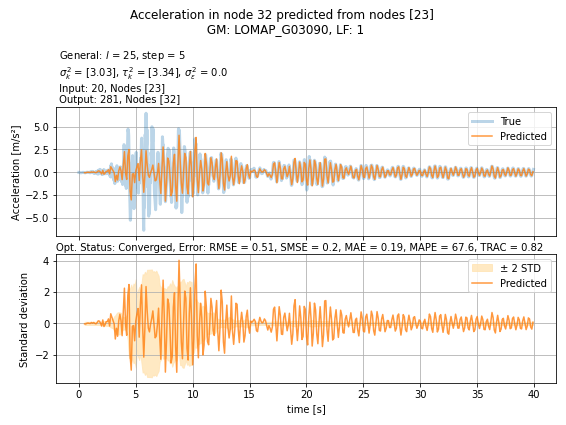 Acceleration in node 32 predicted from nodes [23]
GM: LOMAP_G03090, LF: 1
General: l = 25, step = 5
σ²ₖ = [3.03], τ²ₖ = [3.34], σ²ε = 0.0
Input: 20, Nodes [23]
Output: 281, Nodes [32]
Acceleration [m/s²]
5.0
2.5
0.0
−2.5
−5.0
True
Predicted
Opt. Status: Converged, Error: RMSE = 0.51, SMSE = 0.2, MAE = 0.19, MAPE = 67.6, TRAC = 0.82
Standard deviation
4
2
0
−2
± 2 STD
Predicted
0 5 10 15 20 25 30 35 40
time [s]